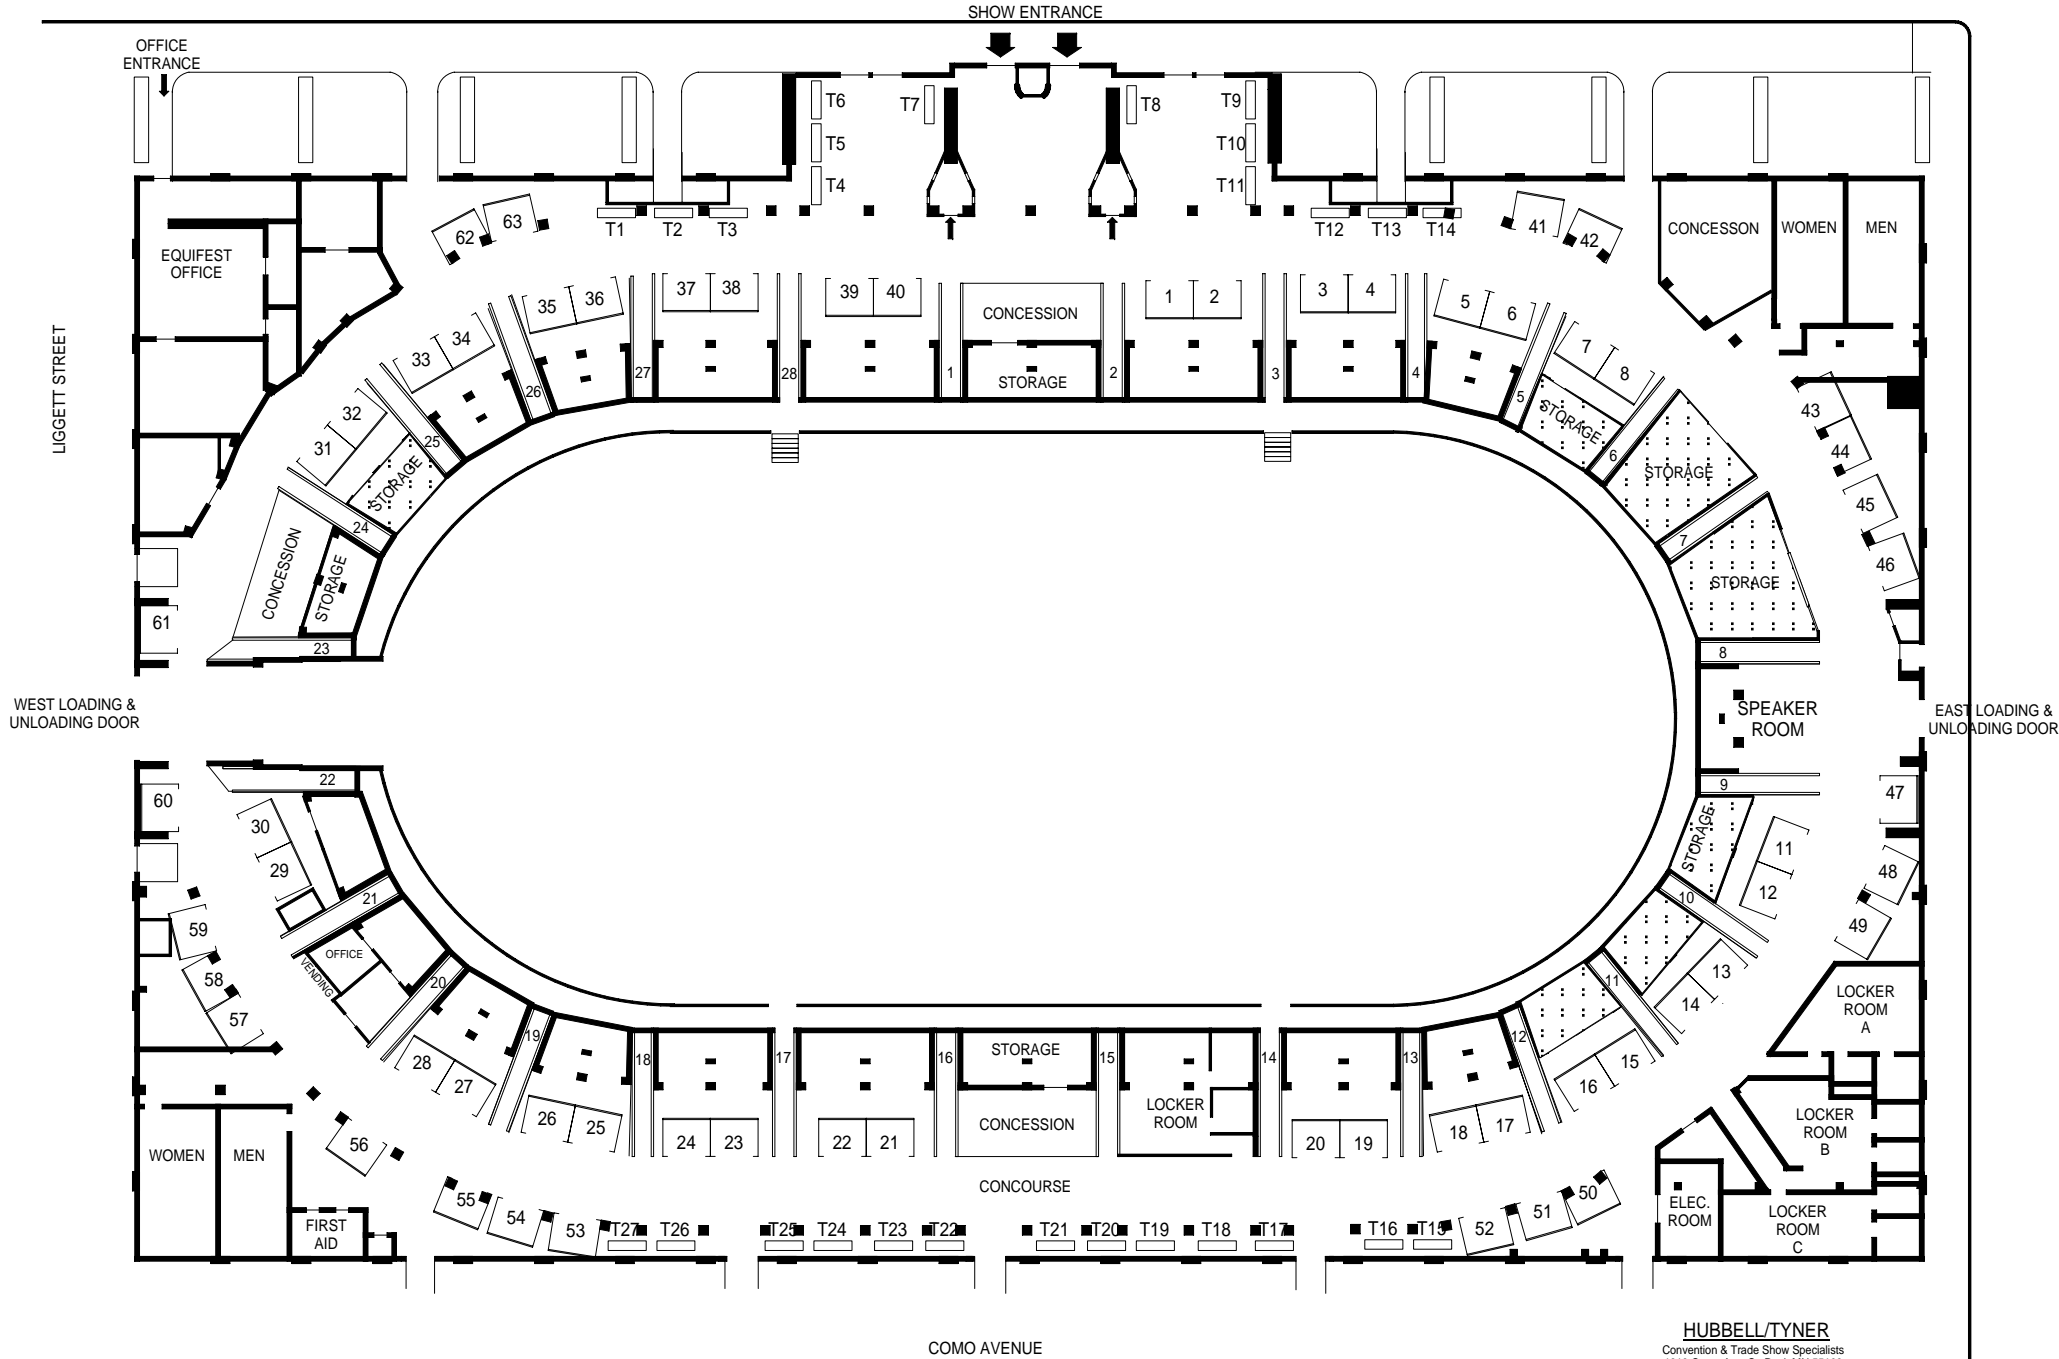 SHOW ENTRANCE
OFFICE
ENTRANCE
T6
T7
T8
T9
T5
T10
T4
T11
T1
T2
T3
T12
T13
T14
62
63
41
42
EQUIFEST
OFFICE
CONCESSON
WOMEN
MEN
LIGGETT STREET
35
36
37
38
39
40
CONCESSION
1
2
3
4
5
6
33
34
7
8
27
28
1
STORAGE
2
3
4
26
5
STORAGE
31
32
25
STORAGE
6
STORAGE
43
44
45
46
24
7
CONCESSION
STORAGE
STORAGE
61
23
8
WEST LOADING &
UNLOADING DOOR
SPEAKER
ROOM
EAST LOADING &
UNLOADING DOOR
22
9
60
30
29
STORAGE
11
12
47
48
49
21
10
59
58
57
OFFICE
VENDING
20
11
13
14
LOCKER
ROOM
A
28
27
19
18
17
16
STORAGE
15
14
13
12
15
16
26
25
24
23
22
21
CONCESSION
LOCKER
ROOM
20
19
18
17
LOCKER
ROOM
B
WOMEN
MEN
56
CONCOURSE
55
54
53
52
51
50
ELEC.
ROOM
LOCKER
ROOM
C
FIRST
AID
T27
T26
T25
T24
T23
T22
T21
T20
T19
T18
T17
T16
T15
COMO AVENUE
HUBBELL/TYNER
Convention & Trade Show Specialists